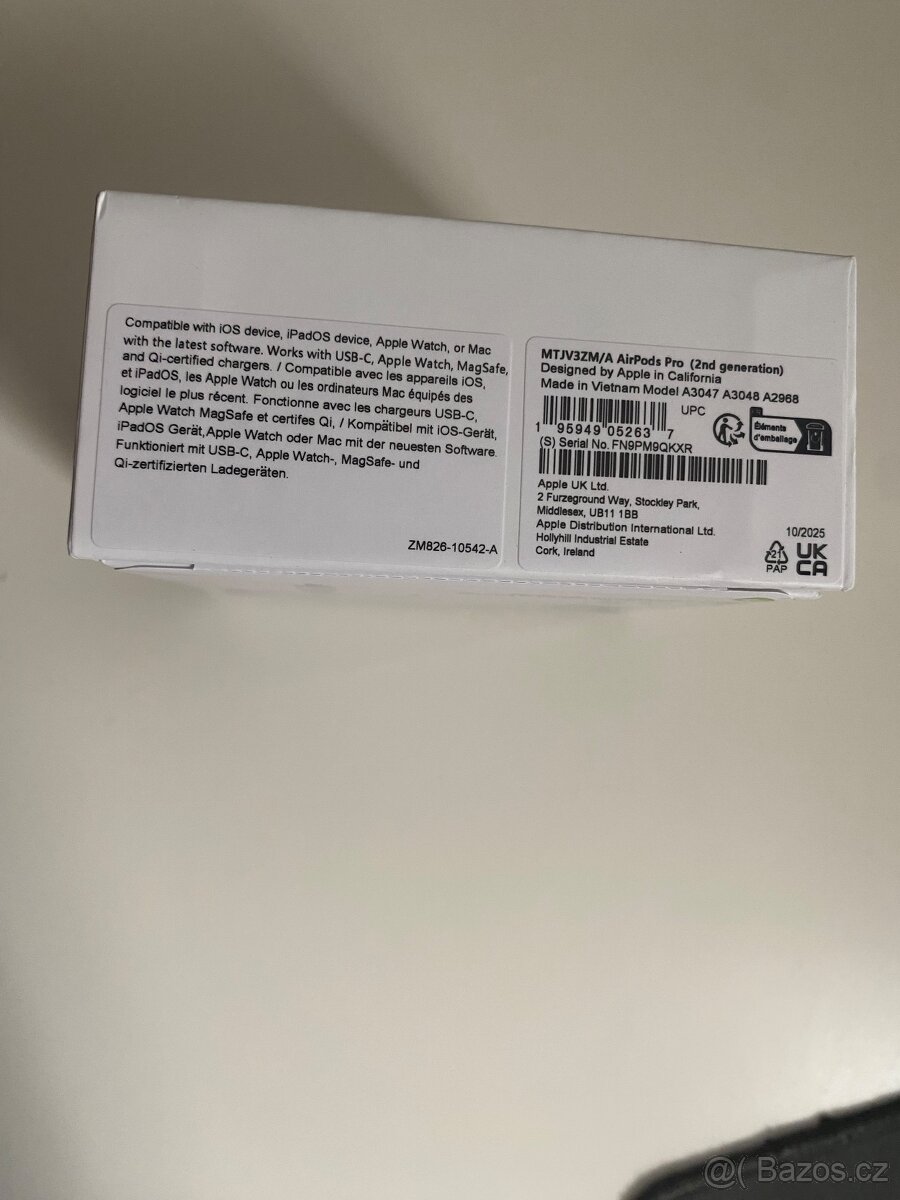 Compatible with iOS device, iPadOS device, Apple Watch, or Mac
with the latest software. Works with USB-C, Apple Watch, MagSafe,
and Qi-certified chargers. / Compatible avec les appareils iOS,
et iPadOS, les Apple Watch ou les ordinateurs Mac équipés des
logiciel le plus récent. Fonctionne avec les chargeurs USB-C,
Apple Watch MagSafe et certifes Qi, / Kompätibel mit iOS-Gerät,
iPadOS Gerät,Apple Watch oder Mac mit der neuesten Software.
Funktioniert mit USB-C, Apple Watch-, MagSafe- und
Qi-zertifizierten Ladegeräten.
ZM826-10542-A
MTJV3ZM/A AirPods Pro (2nd generation)
Designed by Apple in California
Made in Vietnam Model A3047 A3048 A2968
UPC
1 95949 05263 7
Éléments
d'emballage
(S) Serial No. FN9PM9QKXR
Apple UK Ltd.
2 Furzeground Way, Stockley Park,
Middlesex, UB11 1BB
Apple Distribution International Ltd.
Hollyhill Industrial Estate
Cork, Ireland
10/2025
21
PAP
UK
CA
@( Bazos.cz